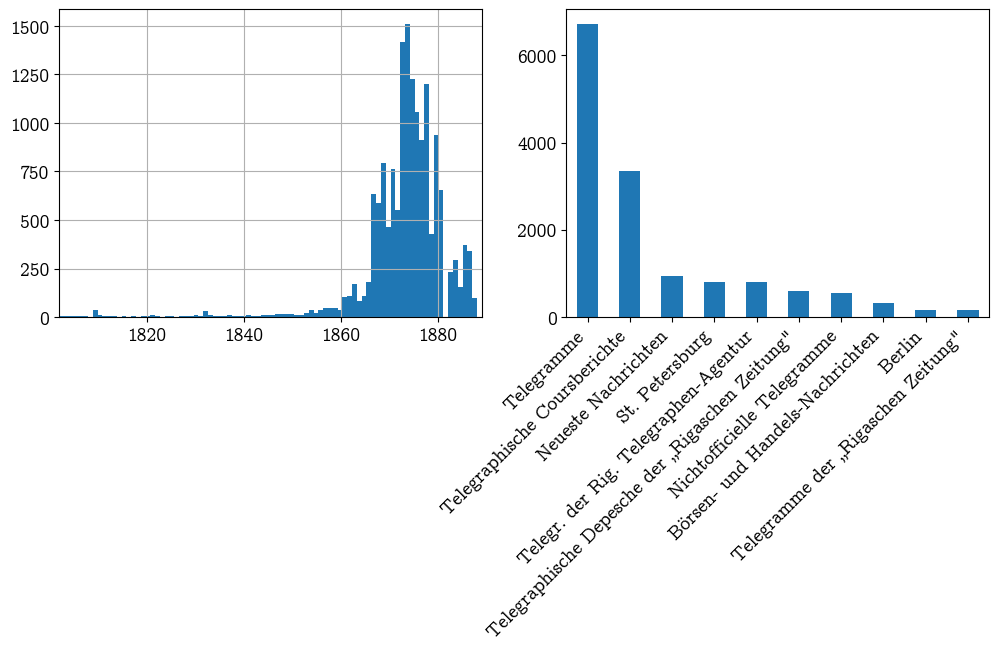 1500
1250
1000
750
500
250
0
1820
1840
1860
1880
6000
4000
2000
0
Telegramme
Telegraphische Coursberichte
Neueste Nachrichten
St. Petersburg
Telegr. der Rig. Telegraphen-Agentur
Telegraphische Depesche der „Rigaschen Zeitung"
Nichtofficielle Telegramme
Börsen- und Handels-Nachrichten
Berlin
Telegramme der „Rigaschen Zeitung"